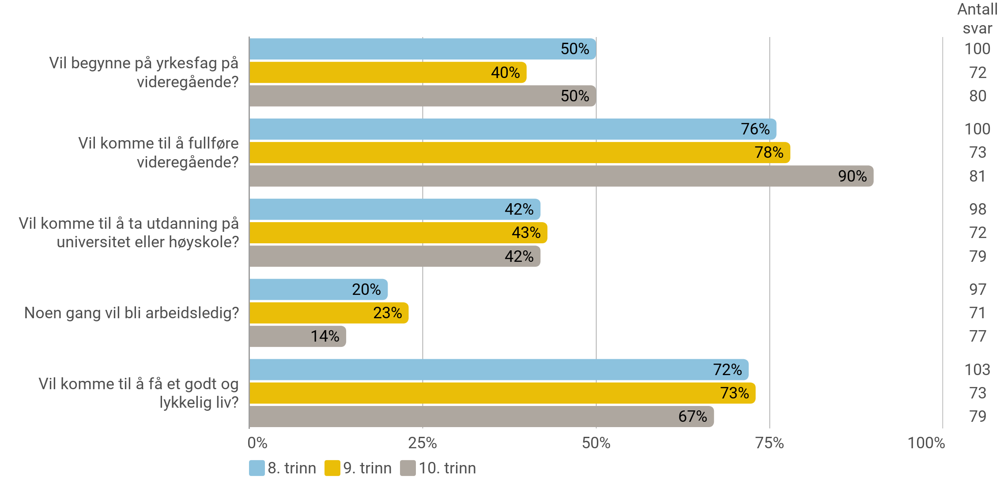 Antall
svar
Vil begynne på yrkesfag på
videregående?
50%
100
40%
72
50%
80
Vil komme til å fullføre
videregående?
76%
100
78%
73
90%
81
Vil komme til å ta utdanning på
universitet eller høyskole?
42%
98
43%
72
42%
79
Noen gang vil bli arbeidsledig?
20%
97
23%
71
14%
77
Vil komme til å få et godt og
lykkelig liv?
72%
103
73%
73
67%
79
0% 25% 50% 75% 100%
8. trinn 9. trinn 10. trinn